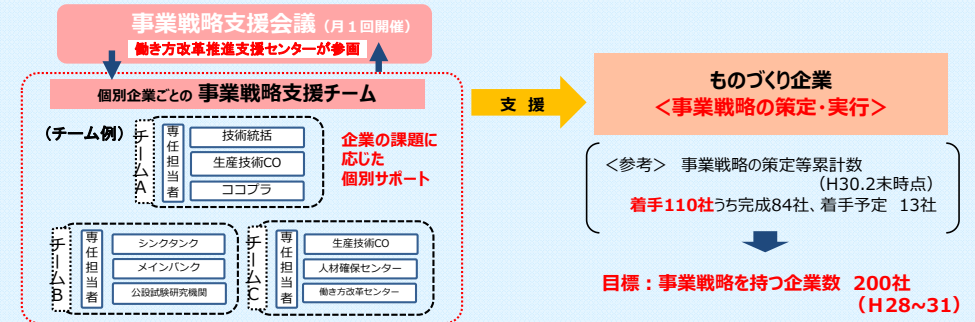 事業戦略支援会議（月１回開催）
働き方改革推進支援センターが参画
個別企業ごとの 事業戦略支援チーム
（チーム例）
チームA
専任担当者
技術統括
生産技術CO
ココプラ
企業の課題に
応じた
個別サポート
チームB
専任担当者
シンクタンク
メインバンク
公設試験研究機関
チームC
専任担当者
生産技術CO
人材確保センター
働き方改革センター
支 援
ものづくり企業
＜事業戦略の策定・実行＞
＜参考＞ 事業戦略の策定等累計数
（H30.2末時点）
着手110社うち完成84社、着手予定 13社
目標：事業戦略を持つ企業数 200社
（H28~31）